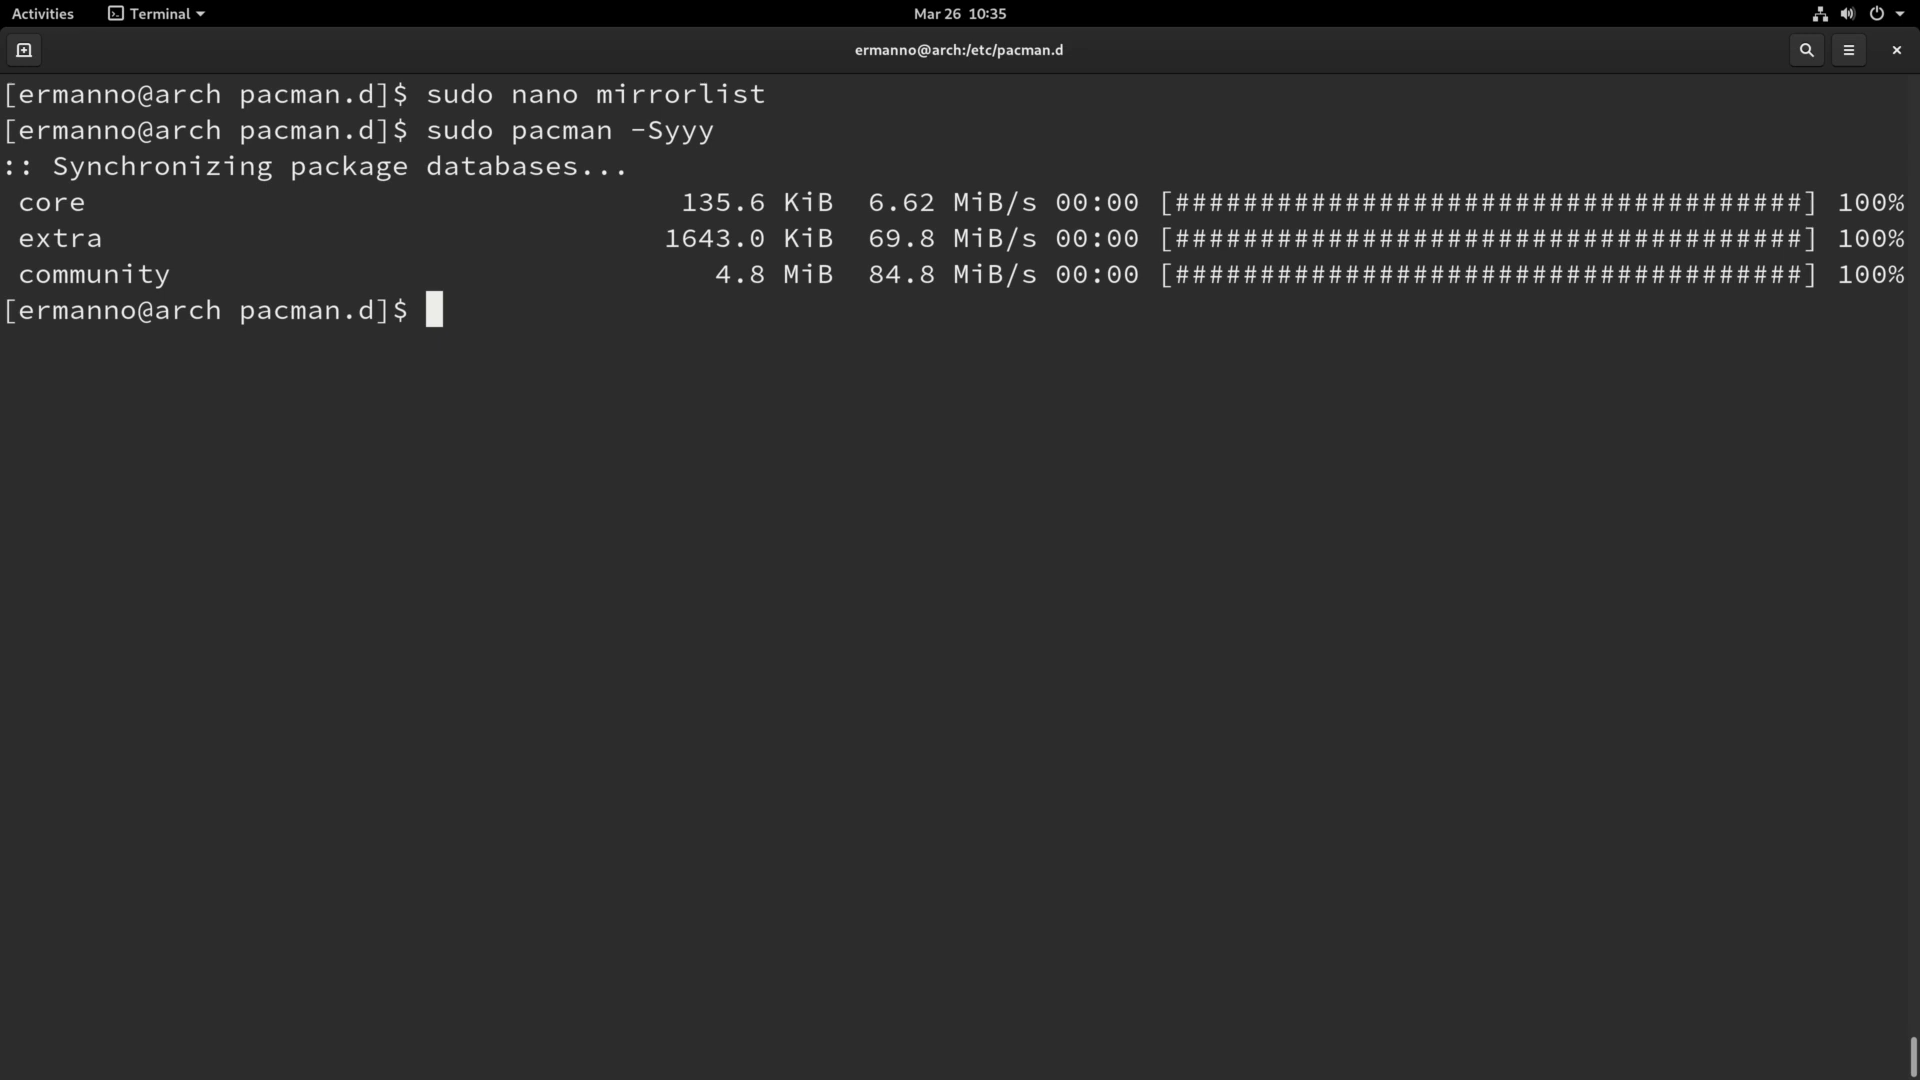 Activities Terminal Mar 26 10:35
ermanno@arch:/etc/pacman.d
[ermanno@arch pacman.d]$ sudo nano mirrorlist
[ermanno@arch pacman.d]$ sudo pacman -Syyy
:: Synchronizing package databases...
core 135.6 KiB 6.62 MiB/s 00:00 [#####################################] 100%
extra 1643.0 KiB 69.8 MiB/s 00:00 [#####################################] 100%
community 4.8 MiB 84.8 MiB/s 00:00 [#####################################] 100%
[ermanno@arch pacman.d]$